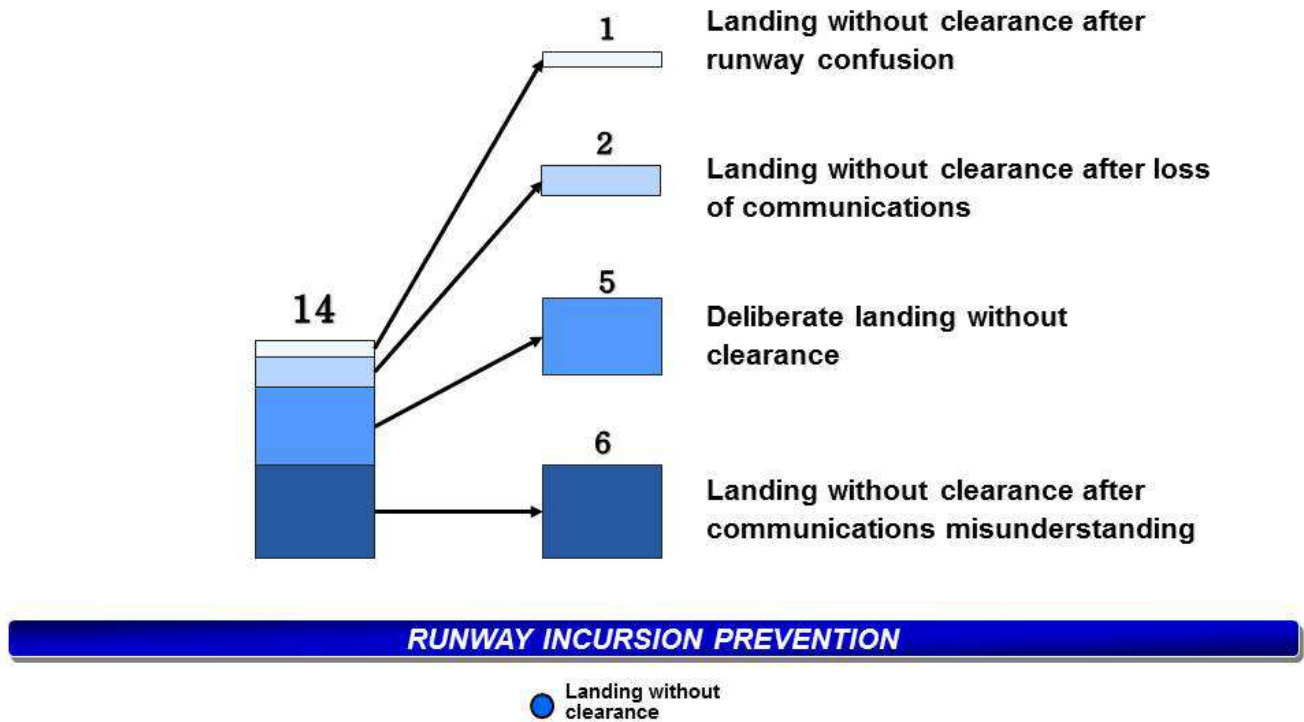 1
Landing without clearance after
runway confusion
2
Landing without clearance after loss
of communications
14
5
Deliberate landing without
clearance
6
Landing without clearance after
communications misunderstanding
RUNWAY INCURSION PREVENTION
Landing without
clearance